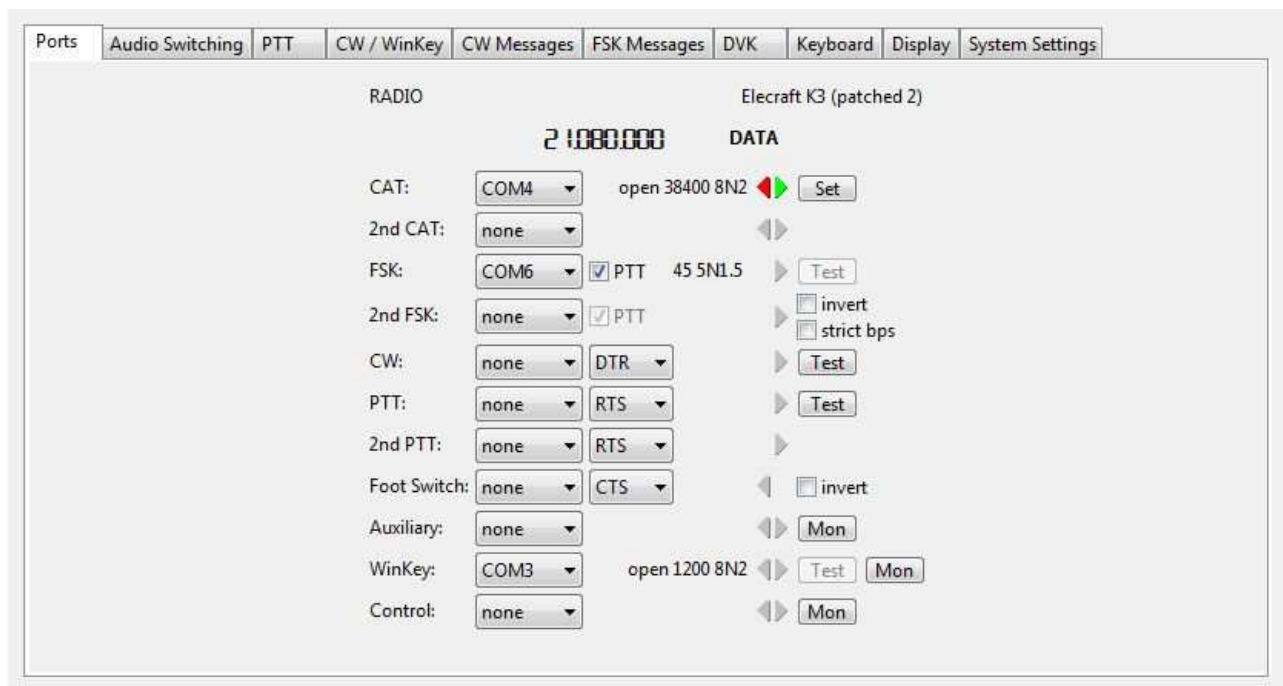 Ports Audio Switching PTT CW / WinKey CW Messages FSK Messages DVK Keyboard Display System Settings
RADIO Elecraft K3 (patched 2)
21.080.000 DATA
CAT: COM4 open 38400 8N2 Set
2nd CAT: none
FSK: COM6 PTT 45 5N1.5 Test
2nd FSK: none PTT invert
strict bps
CW: none DTR Test
PTT: none RTS Test
2nd PTT: none RTS
Foot Switch: none CTS invert
Auxiliary: none Mon
WinKey: COM3 open 1200 8N2 Test Mon
Control: none Mon